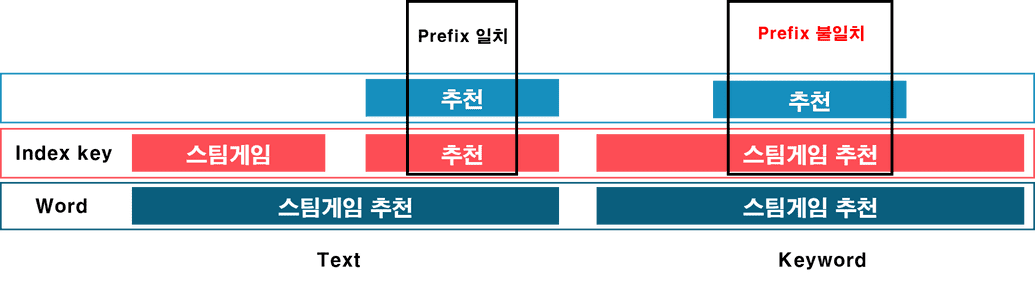 Prefix 일치
Prefix 불일치
추천
추천
Index key
스팀게임
추천
스팀게임 추천
Word
스팀게임 추천
스팀게임 추천
Text
Keyword